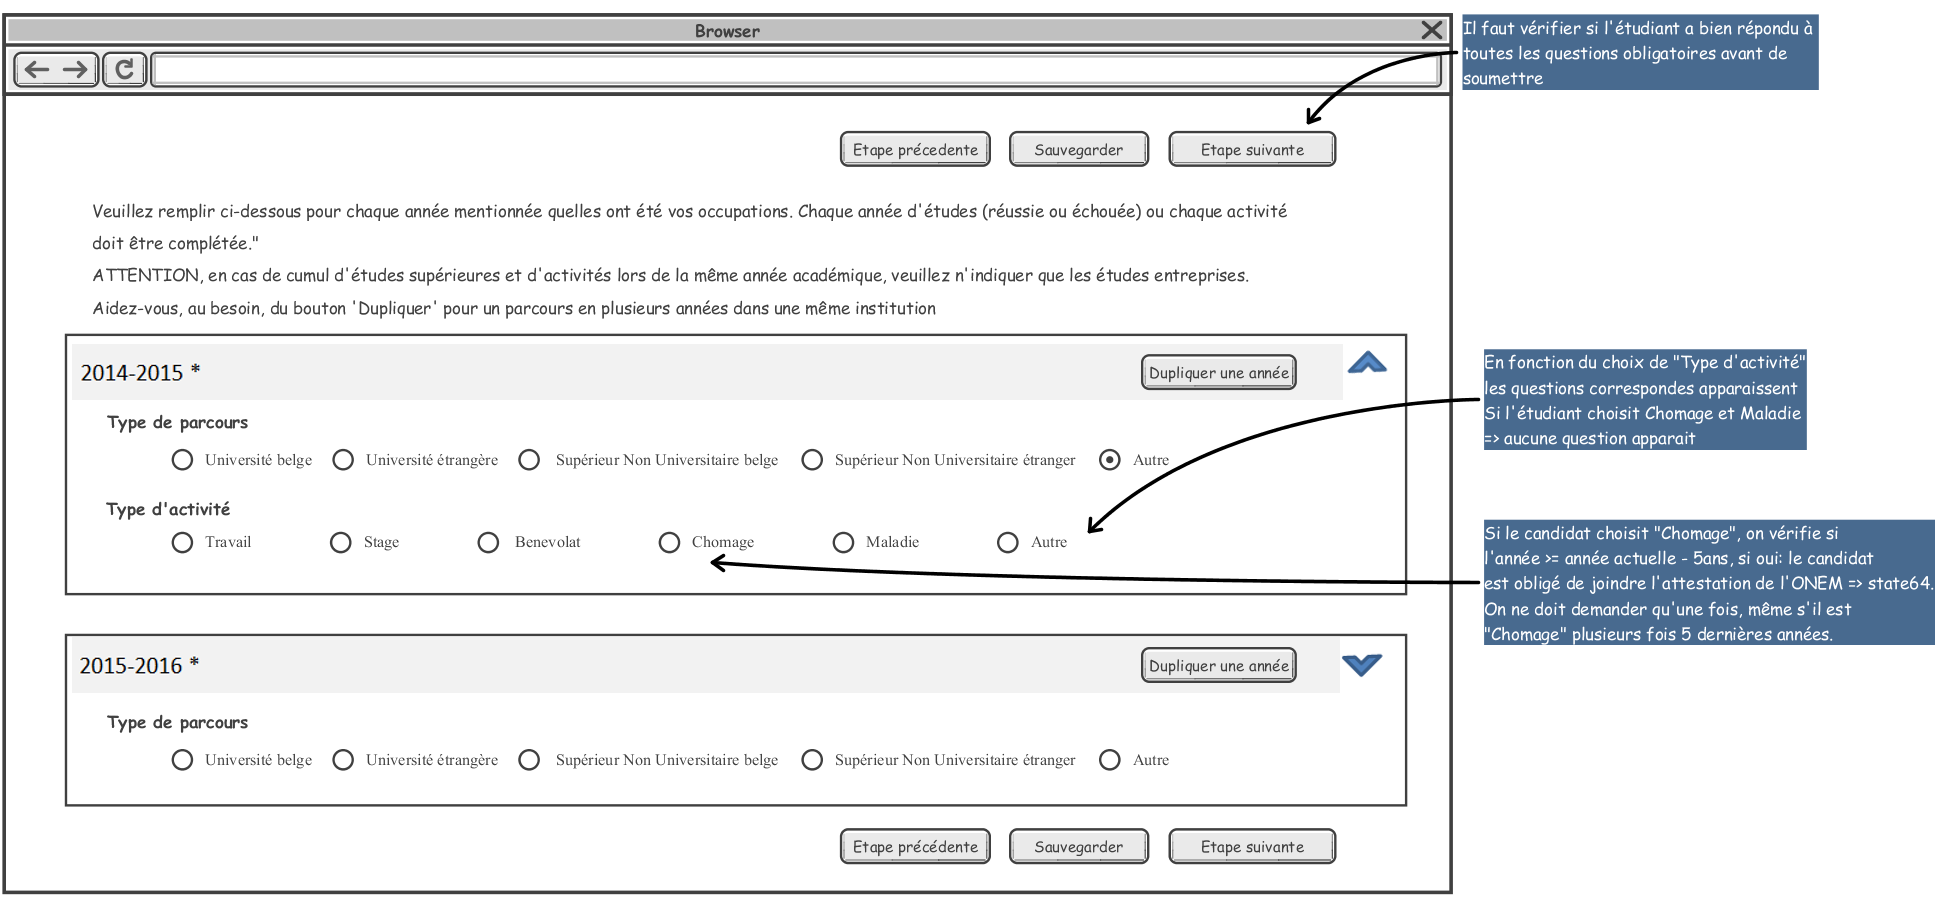 Browser
Il faut vérifier si l'étudiant a bien répondu à
toutes les questions obligatoires avant de
soumettre
Etape précedente
Sauvegarder
Etape suivante
Veuillez remplir ci-dessous pour chaque année mentionnée quelles ont été vos occupations. Chaque année d'études (réussie ou échouée) ou chaque activité
doit être complétée."
ATTENTION, en cas de cumul d'études supérieures et d'activités lors de la même année académique, veuillez n'indiquer que les études entreprises.
Aidez-vous, au besoin, du bouton 'Dupliquer' pour un parcours en plusieurs années dans une même institution
2014-2015 *
Dupliquer une année
Type de parcours
Université belge
Université étrangère
Supérieur Non Universitaire belge
Supérieur Non Universitaire étranger
Autre
Type d'activité
Travail
Stage
Benevolat
Chomage
Maladie
Autre
En fonction du choix de "Type d'activité"
les questions correspondes apparaissent
Si l'étudiant choisit Chomage et Maladie
=> aucune question apparait
Si le candidat choisit "Chomage", on vérifie si
l'année >= année actuelle - 5ans, si oui: le candidat
est obligé de joindre l'attestation de l'ONEM => state64.
On ne doit demander qu'une fois, même s'il est
"Chomage" plusieurs fois 5 dernières années.
2015-2016 *
Dupliquer une année
Type de parcours
Université belge
Université étrangère
Supérieur Non Universitaire belge
Supérieur Non Universitaire étranger
Autre
Etape précédente
Sauvegarder
Etape suivante